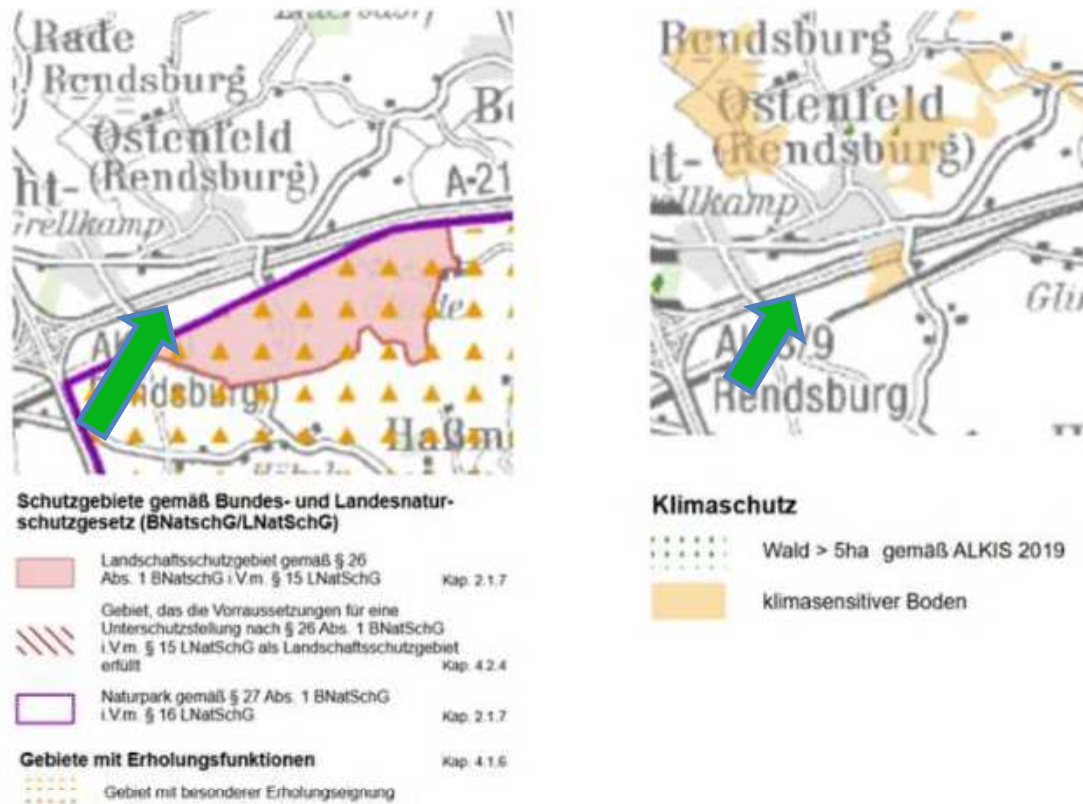 Rade
Rendsburg
Ostenfeld
(Rendsburg)
A-21
Grellkamp
Rendsburg)
Haßm
Schutzgebiete gemäß Bundes- und Landesnatur-
schutzgesetz (BNatschG/LNatSchG)
Landschaftsschutzgebiet gemäß § 26
Abs. 1 BNatschG i.V.m. § 15 LNatSchG Kap. 2.1.7
Gebiet, das die Vorraussetzungen für eine
Unterschutzstellung nach § 26 Abs. 1 BNatSchG
i.V.m. § 15 LNatSchG als Landschaftsschutzgebiet
erfüllt Kap. 4.2.4
Naturpark gemäß § 27 Abs. 1 BNatSchG
i.V.m. § 16 LNatSchG Kap. 2.1.7
Gebiete mit Erholungsfunktionen Kap. 4.1.6
Gebiet mit besonderer Erholungseignung
Rendsburg
Ostenfeld
(Rendsburg)
llkamp
Rendsburg
Klimaschutz
Wald > 5ha gemäß ALKIS 2019
klimasensitiver Boden